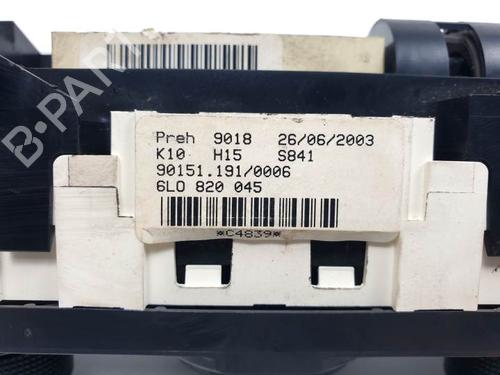 B-PARTS
Preh 9018 26/06/2003
K10 H15 S841
90151.191/0006
6L0 820 045
*C4839*